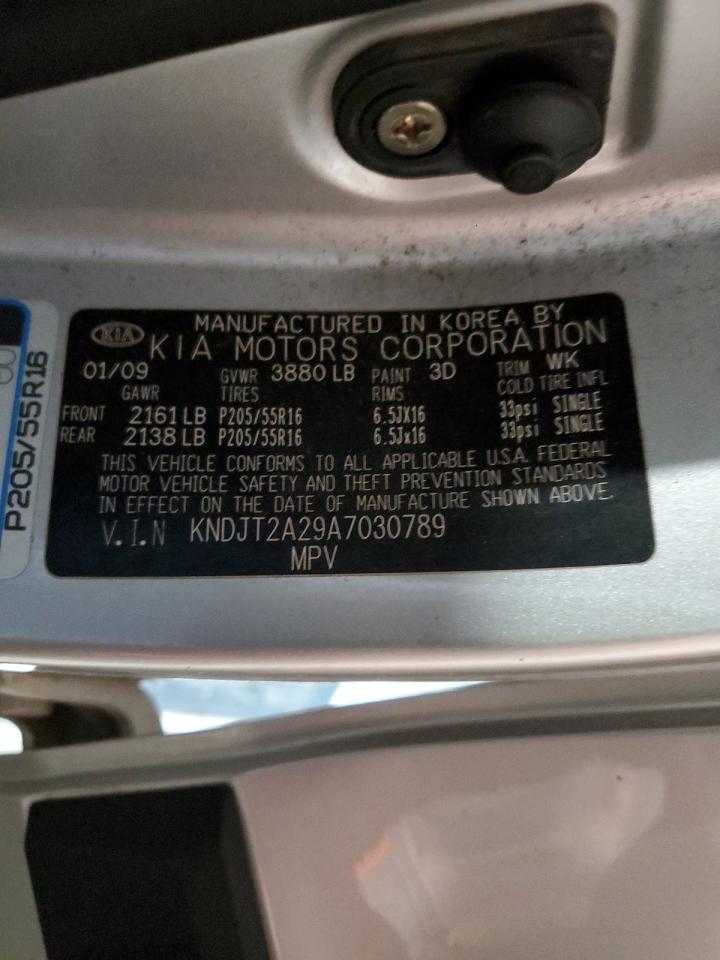 MANUFACTURED IN KOREA BY
KIA KIA MOTORS CORPORATION
01/09 GVWR 3880 LB PAINT 3D TRIM WK
GAWR TIRES RIMS COLD TIRE INFL
FRONT 2161 LB P205/55R16 6.5JX16 33psi SINGLE
REAR 2138 LB P205/55R16 6.5Jx16 33psi SINGLE
THIS VEHICLE CONFORMS TO ALL APPLICABLE U.S.A. FEDERAL
MOTOR VEHICLE SAFETY AND THEFT PREVENTION STANDARDS
IN EFFECT ON THE DATE OF MANUFACTURE SHOWN ABOVE.
V.I.N KNDJT2A29A7030789
MPV
P205/55R16